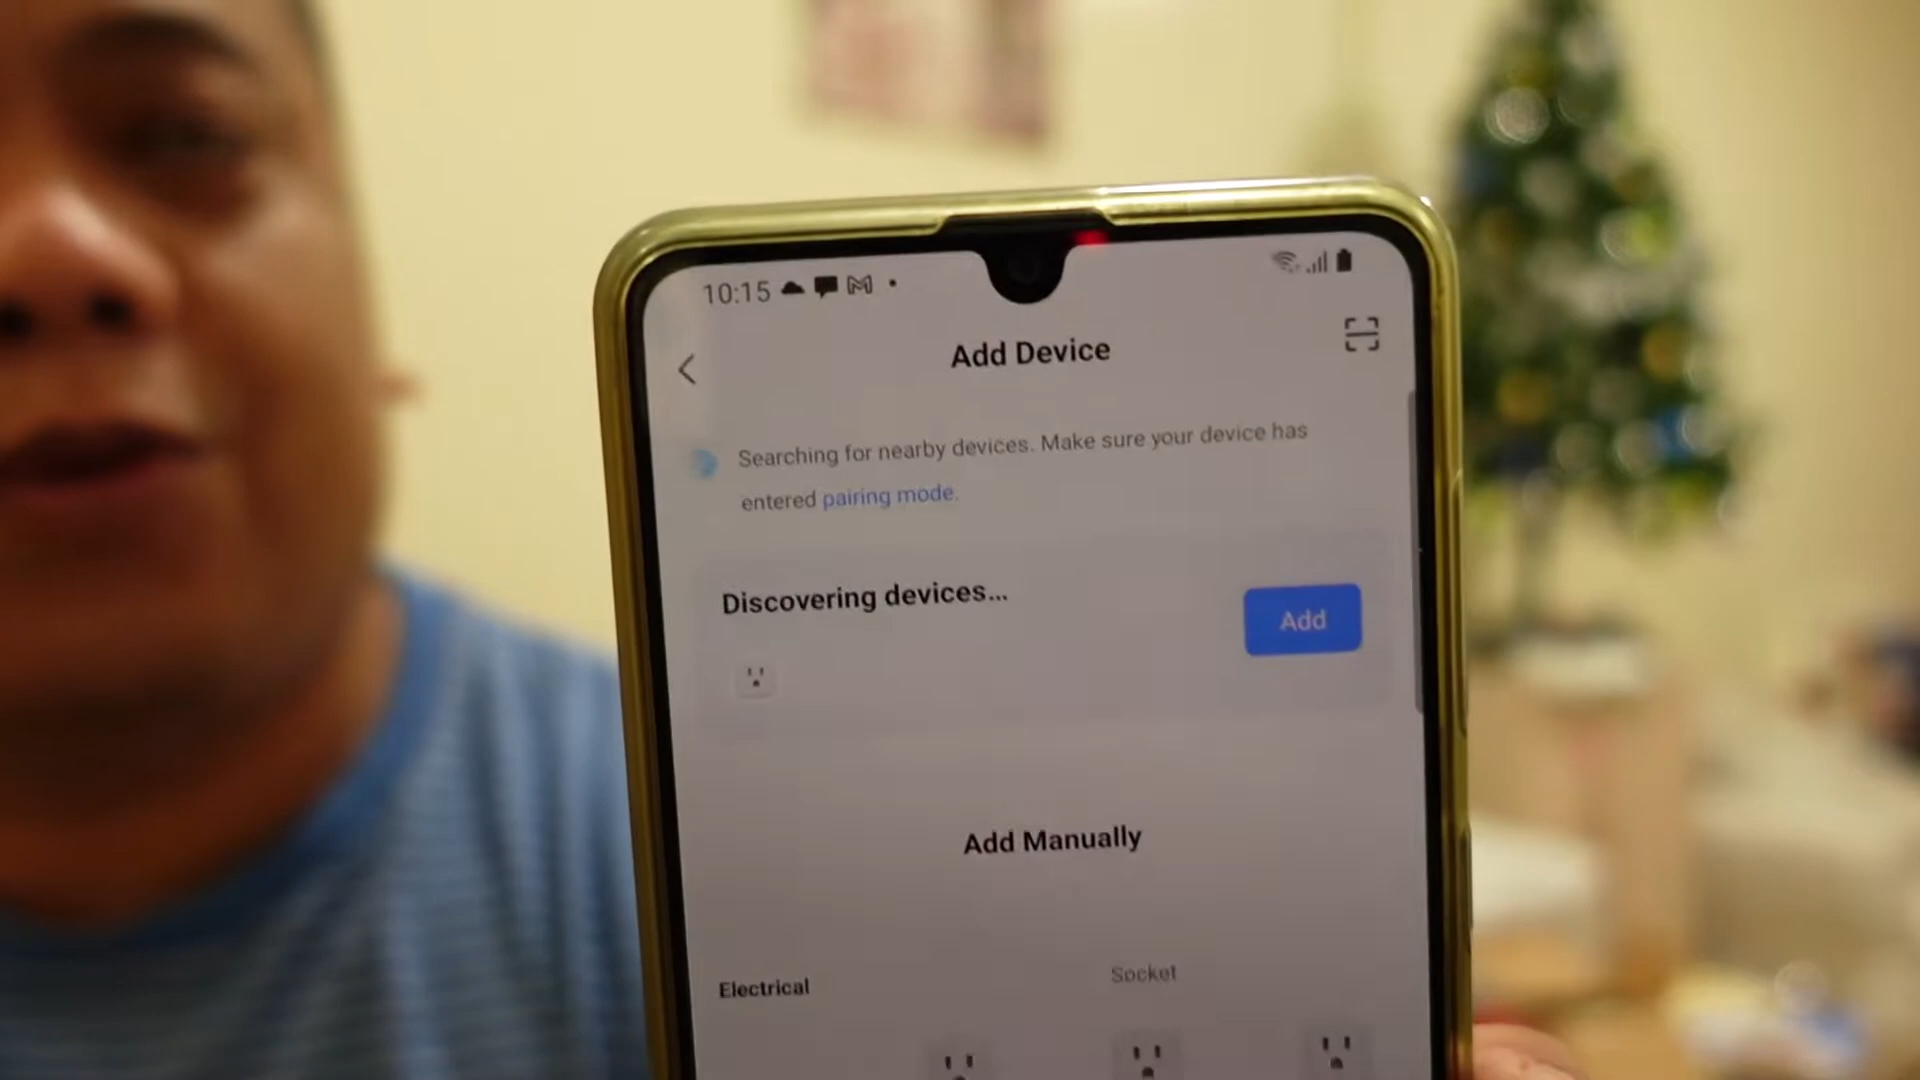 10:15
Add Device
Searching for nearby devices. Make sure your device has
entered pairing mode.
Discovering devices...
Add
Add Manually
Electrical
Socket